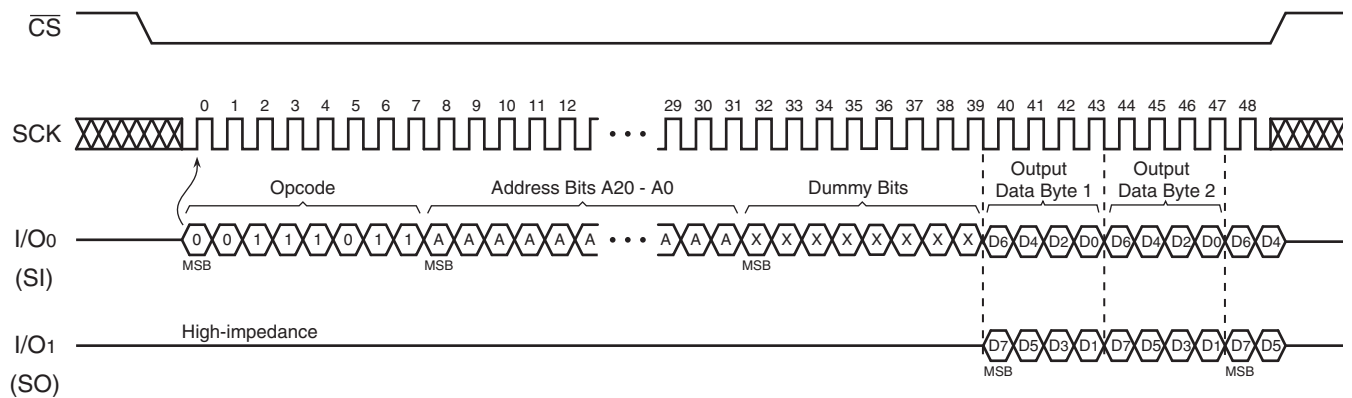 CS
0 1 2 3 4 5 6 7 8 9 10 11 12 29 30 31 32 33 34 35 36 37 38 39 40 41 42 43 44 45 46 47 48
SCK
Opcode Address Bits A20 - A0 Dummy Bits Output Data Byte 1 Output Data Byte 2
I/O0 0 0 1 1 1 0 1 1 A A A A A A A A A X X X X X X X X D6 D4 D2 D0 D6 D4 D2 D0 D6 D4
MSB MSB MSB
(SI)
High-impedance
I/O1 D7 D5 D3 D1 D7 D5 D3 D1 D7 D5
MSB MSB
(SO)